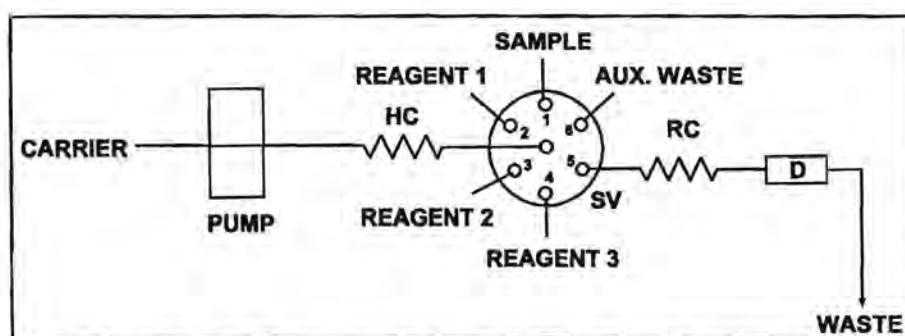 SAMPLE
REAGENT 1
AUX. WASTE
HC
RC
1
2
6
CARRIER
3
5
D
4
SV
PUMP
REAGENT 2
REAGENT 3
WASTE